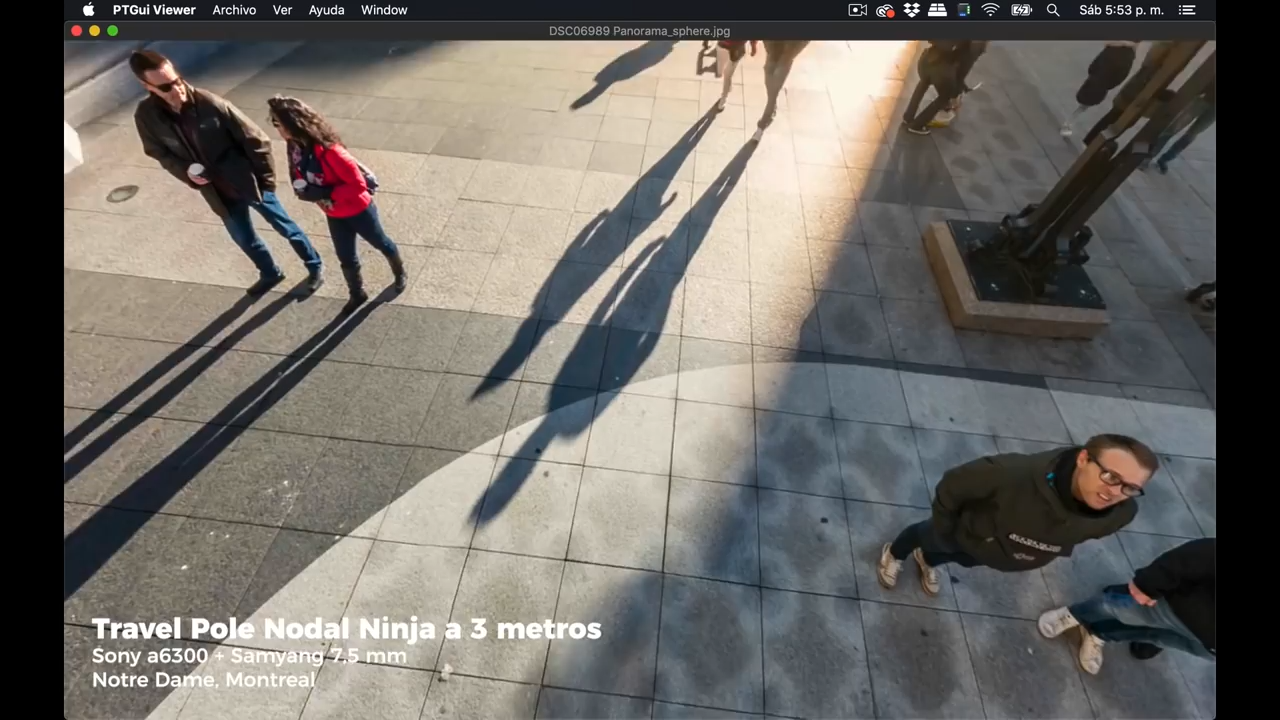 PTGui Viewer Archivo Ver Ayuda Window Sáb 5:53 p. m.
DSC06989 Panorama_sphere.jpg
Travel Pole Nodal Ninja a 3 metros
Sony a6300 + Samyang 7,5 mm
Notre Dame, Montreal